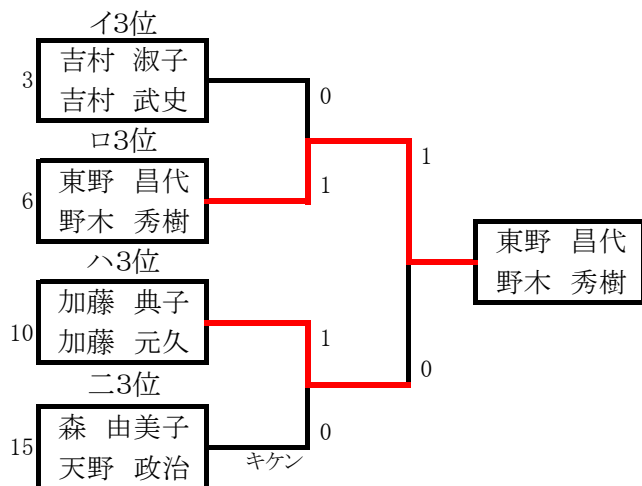 イ3位
3
吉村 淑子
吉村 武史
0
ロ3位
1
1
6
東野 昌代
野木 秀樹
東野 昌代
野木 秀樹
ハ3位
10
加藤 典子
加藤 元久
1
0
ニ3位
15
森 由美子
天野 政治
0
キケン